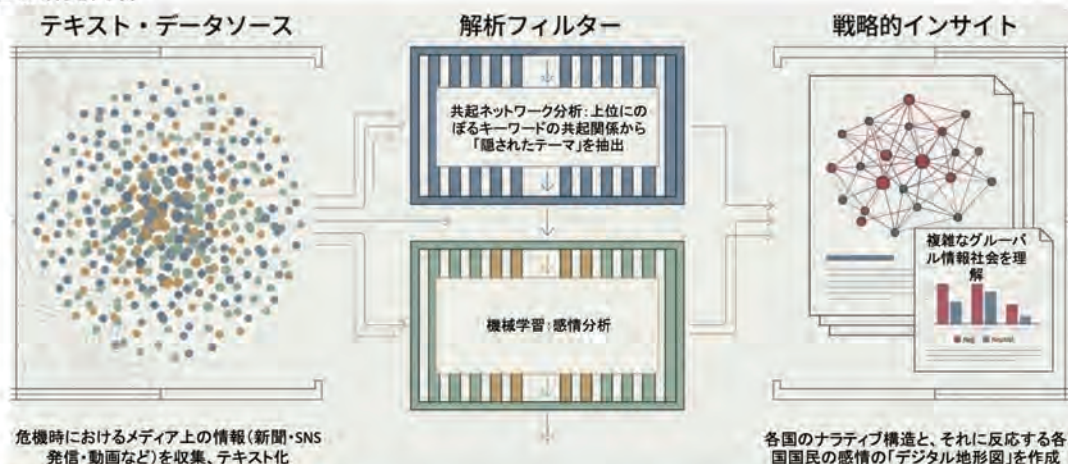 テキスト・データソース
解析フィルター
戦略的インサイト
共起ネットワーク分析：上位にの
ぼるキーワードの共起関係から
「隠されたテーマ」を抽出
機械学習：感情分析
複雑なグルーバ
ル情報社会を理
解
危機時におけるメディア上の情報（新聞・SNS
発信・動画など）を収集、テキスト化
各国のナラティブ構造と、それに反応する各
国国民の感情の「デジタル地形図」を作成